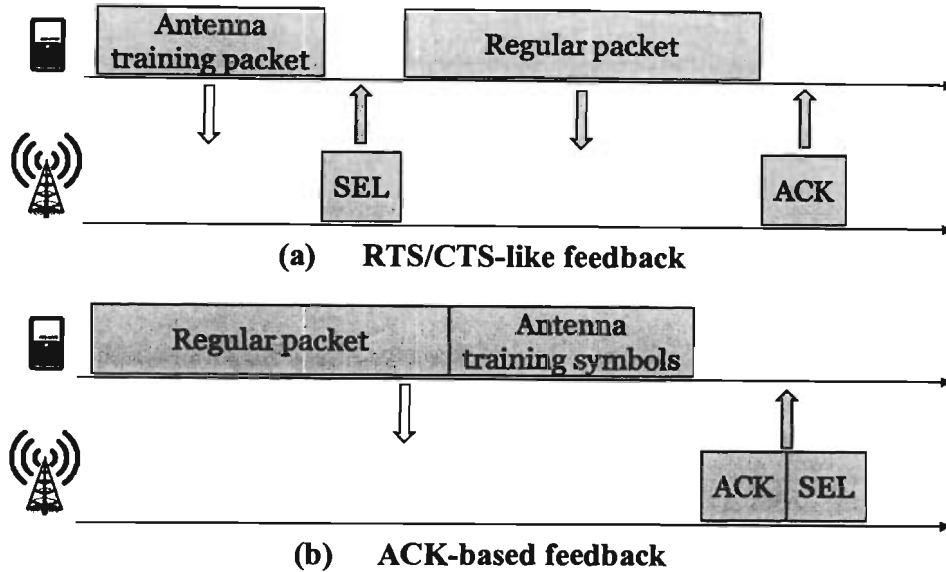 Antenna
training packet
Regular packet
SEL
ACK
(a) RTS/CTS-like feedback
Regular packet
Antenna
training symbols
ACK
SEL
(b) ACK-based feedback